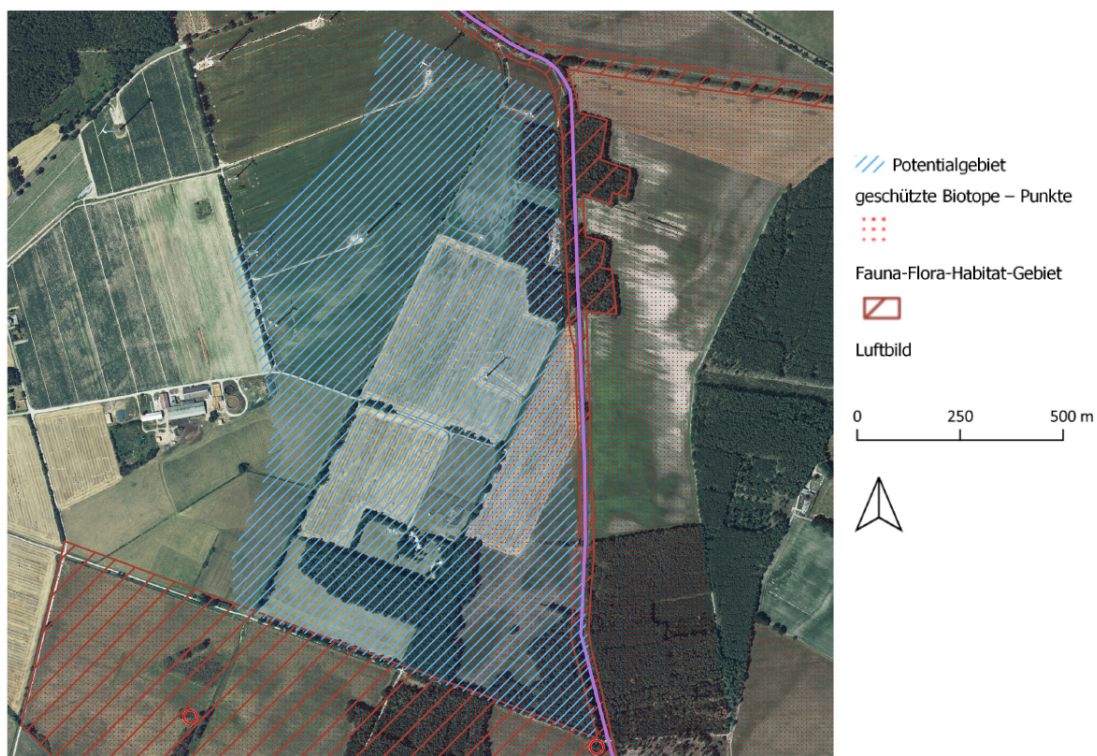 Potentialgebiet
geschützte Biotope – Punkte
Fauna-Flora-Habitat-Gebiet
Luftbild
0 250 500 m